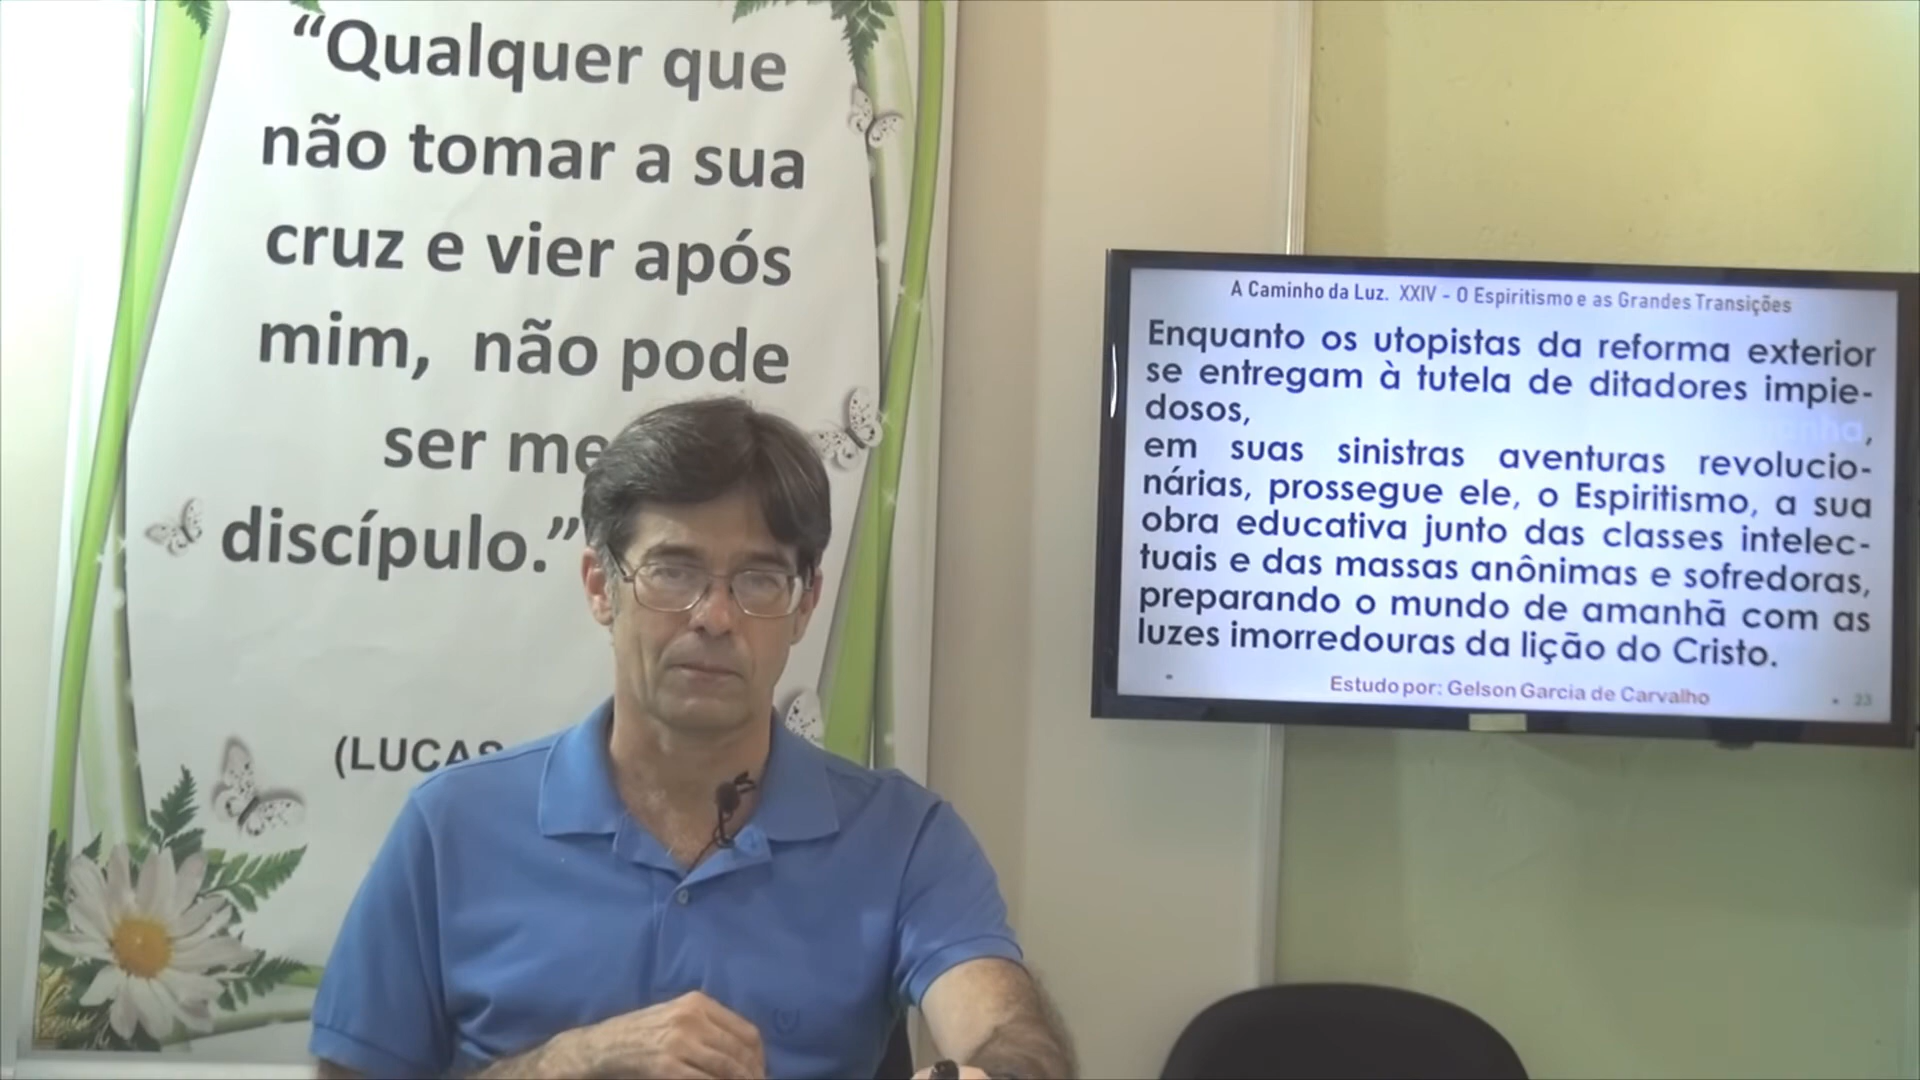 “Qualquer que
não tomar a sua
cruz e vier após
mim, não pode
ser me
discípulo.”
(LUCAS
A Caminho da Luz. XXIV - O Espiritismo e as Grandes Transições
Enquanto os utopistas da reforma exterior
se entregam à tutela de ditadores impie-
dosos,
em suas sinistras aventuras revolucio-
nárias, prossegue ele, o Espiritismo, a sua
obra educativa junto das classes intelec-
tuais e das massas anônimas e sofredoras,
preparando o mundo de amanhã com as
luzes imorredouras da lição do Cristo.
Estudo por: Gelson Garcia de Carvalho
23